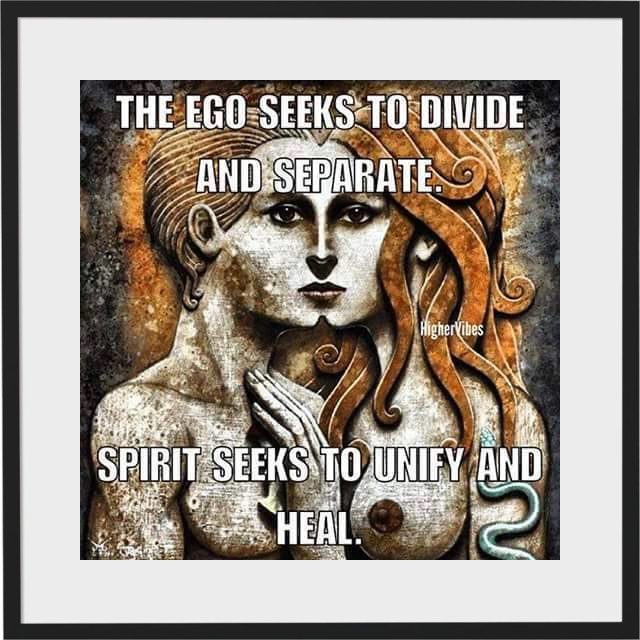 THE EGO SEEKS TO DIVIDE
AND SEPARATE.
HigherVibes
SPIRIT SEEKS TO UNIFY AND
HEAL.